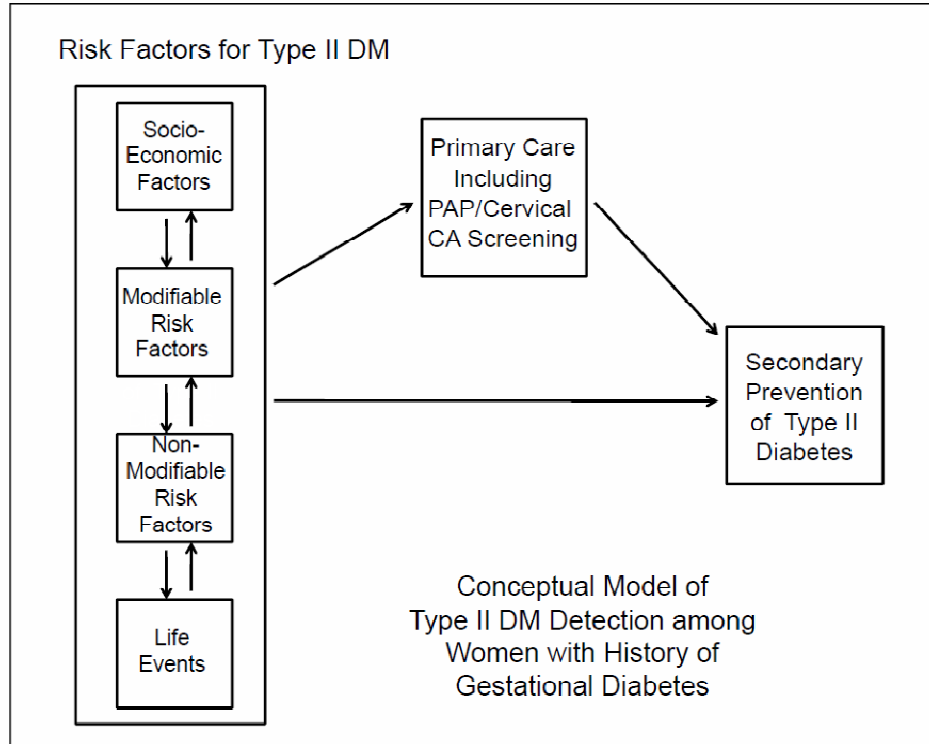 Risk Factors for Type II DM
Socio-
Economic
Factors
Modifiable
Risk
Factors
Non-
Modifiable
Risk
Factors
Life
Events
Primary Care
Including
PAP/Cervical
CA Screening
Secondary
Prevention
of Type II
Diabetes
Conceptual Model of
Type II DM Detection among
Women with History of
Gestational Diabetes